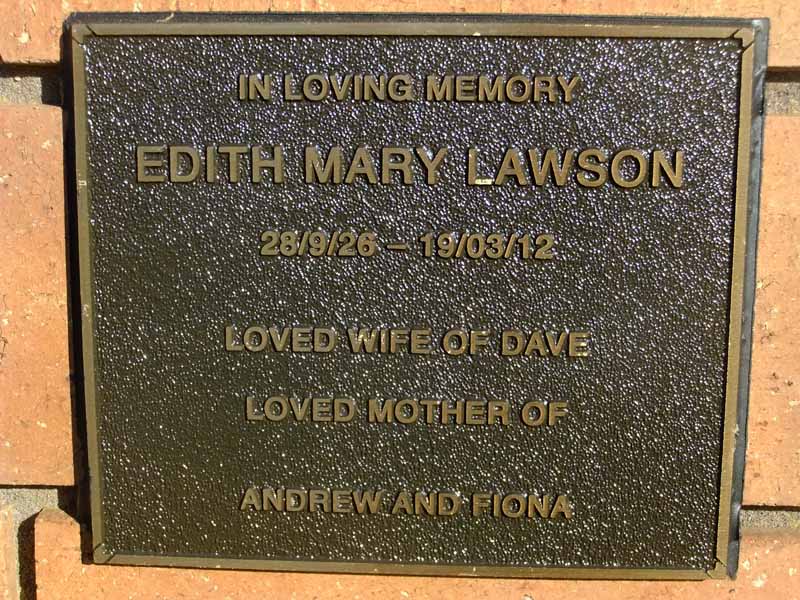 IN LOVING MEMORY
EDITH MARY LAWSON
28/9/26 – 19/03/12
LOVED WIFE OF DAVE
LOVED MOTHER OF
ANDREW AND FIONA